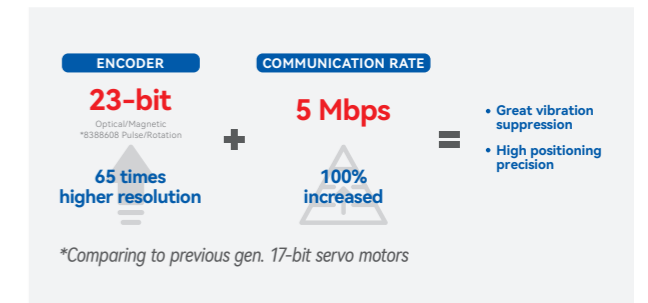 ENCODER
23-bit
Optical/Magnetic
*8388608 Pulse/Rotation
65 times
higher resolution
+
COMMUNICATION RATE
5 Mbps
100%
increased
=
• Great vibration
suppression
• High positioning
precision
*Comparing to previous gen. 17-bit servo motors